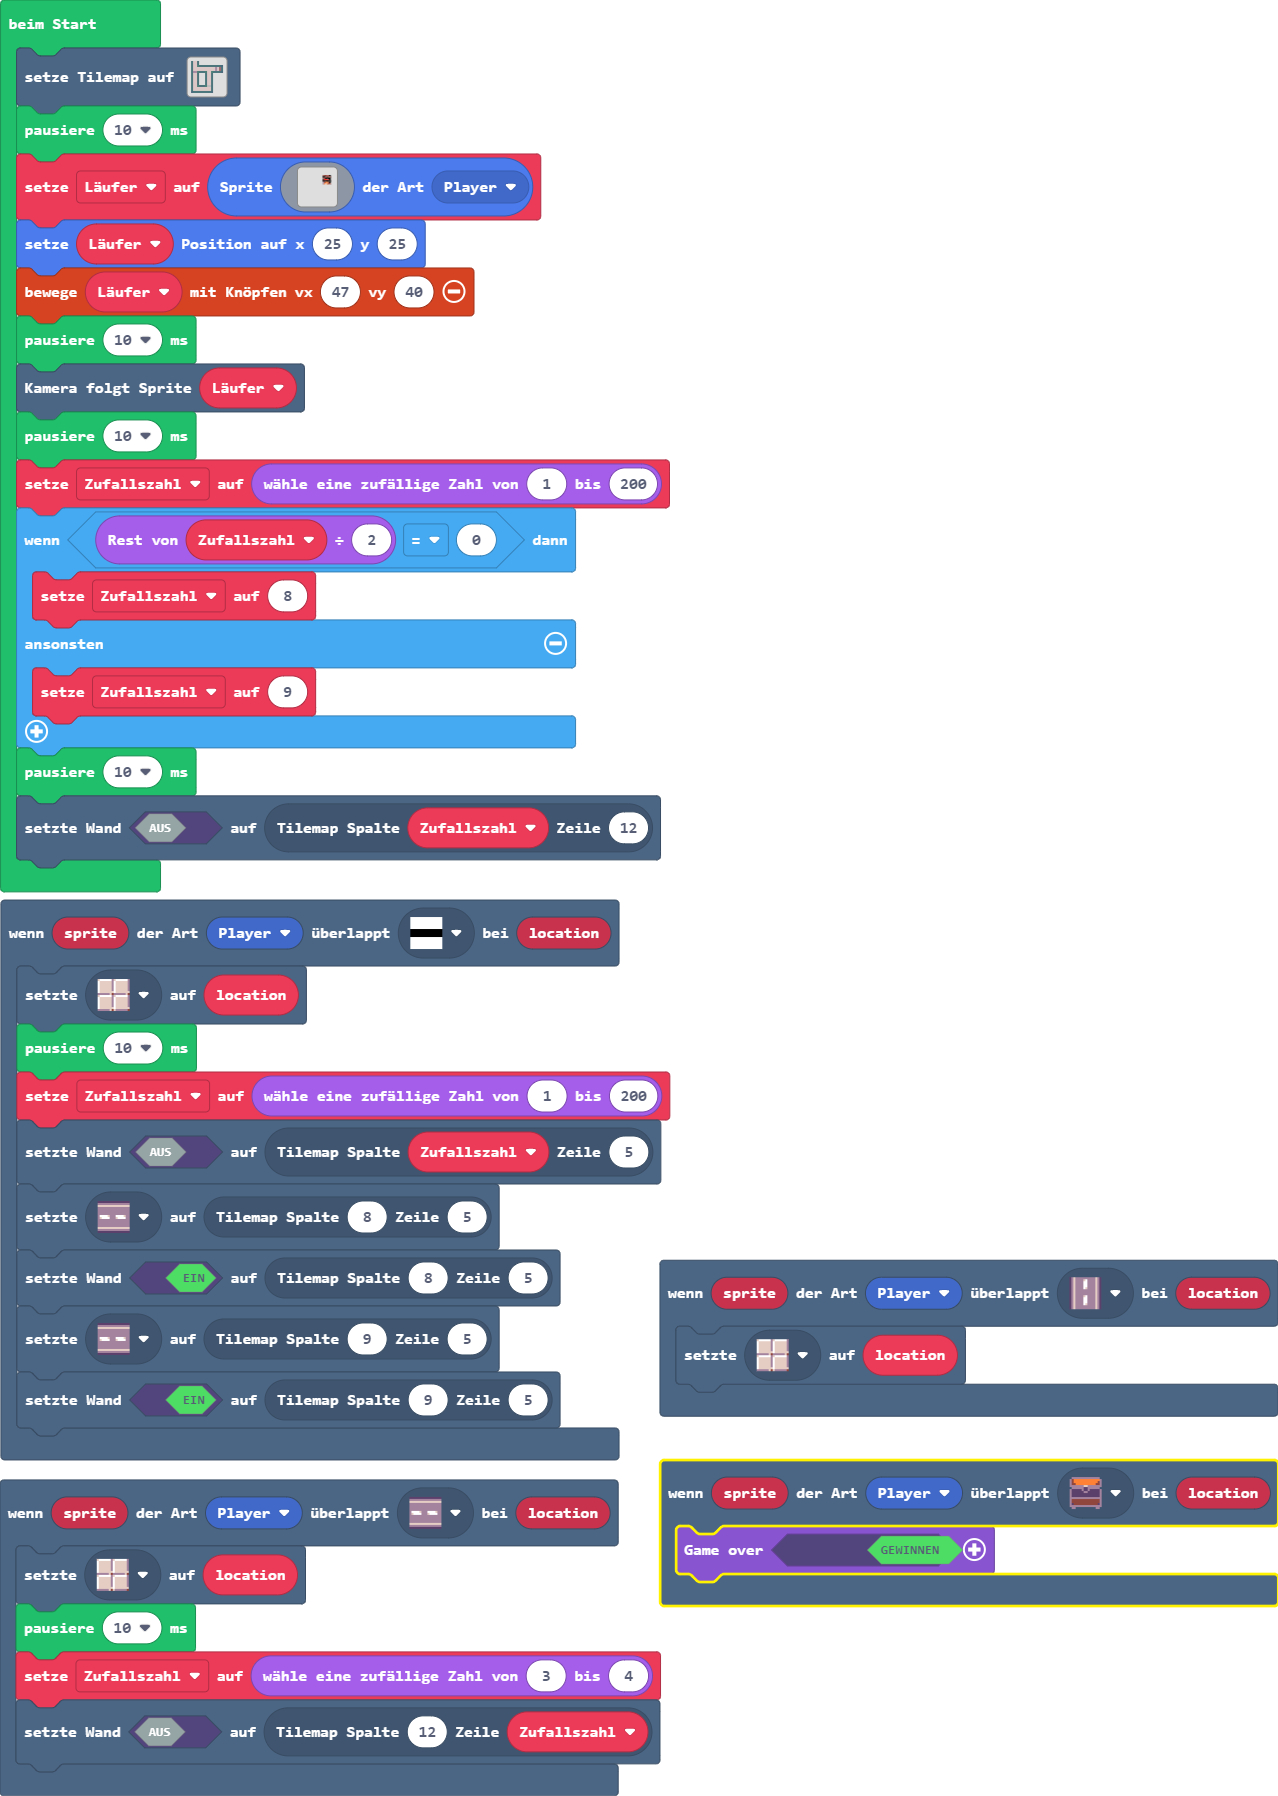 beim Start
setze Tilemap auf
pausiere 10 ms
setze Läufer auf Sprite der Art Player
setze Läufer Position auf x 25 y 25
bewege Läufer mit Knöpfen vx 47 vy 40
pausiere 10 ms
Kamera folgt Sprite Läufer
pausiere 10 ms
setze Zufallszahl auf wähle eine zufällige Zahl von 1 bis 200
wenn Rest von Zufallszahl ÷ 2 = 0 dann
setze Zufallszahl auf 8
ansonsten
setze Zufallszahl auf 9
pausiere 10 ms
setzte Wand AUS auf Tilemap Spalte Zufallszahl Zeile 12
wenn sprite der Art Player überlappt bei location
setzte auf location
pausiere 10 ms
setze Zufallszahl auf wähle eine zufällige Zahl von 1 bis 200
setzte Wand AUS auf Tilemap Spalte Zufallszahl Zeile 5
setzte auf Tilemap Spalte 8 Zeile 5
setzte Wand EIN auf Tilemap Spalte 8 Zeile 5
setzte auf Tilemap Spalte 9 Zeile 5
setzte Wand EIN auf Tilemap Spalte 9 Zeile 5
wenn sprite der Art Player überlappt bei location
setzte auf location
wenn sprite der Art Player überlappt bei location
Game over GEWINNEN
wenn sprite der Art Player überlappt bei location
setzte auf location
pausiere 10 ms
setze Zufallszahl auf wähle eine zufällige Zahl von 3 bis 4
setzte Wand AUS auf Tilemap Spalte 12 Zeile Zufallszahl